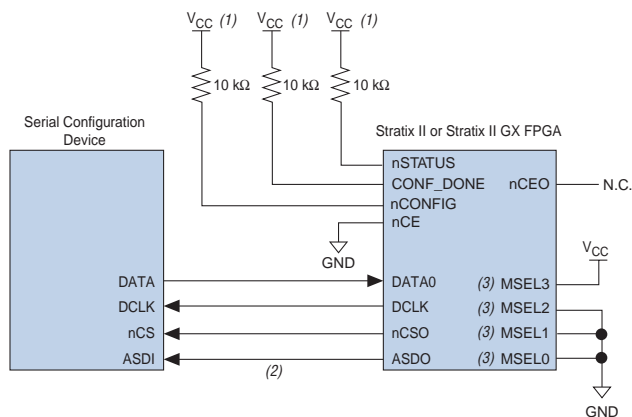 VCC (1) VCC (1) VCC (1)
10 kΩ 10 kΩ 10 kΩ
Serial Configuration
Device
Stratix II or Stratix II GX FPGA
nSTATUS
CONF_DONE nCEO N.C.
nCONFIG
nCE
GND
VCC
DATA DATA0 (3) MSEL3
DCLK DCLK (3) MSEL2
nCS nCSO (3) MSEL1
ASDI (2) ASDO (3) MSEL0
GND